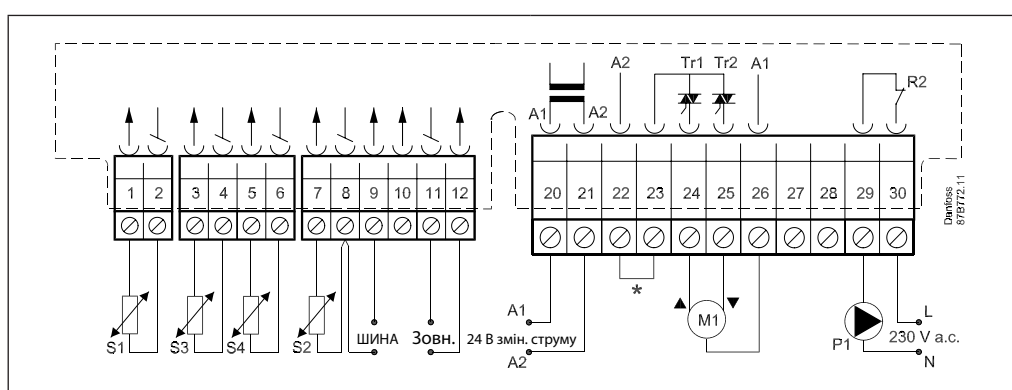 A2 Tr1 Tr2 A1
R2
A1 A2
1 2 3 4 5 6 7 8 9 10 11 12
20 21 22 23 24 25 26 27 28 29 30
Danfoss
87B772.11
*
A1
S1 S3 S4 S2
ШИНА Зовн. 24 В змін. струму
A2
M1
P1
L
230 V a.c.
N